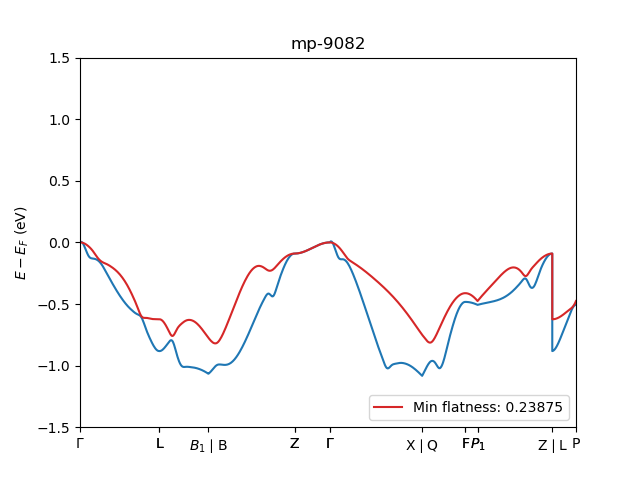 mp-9082
E − E_F (eV)
1.5
1.0
0.5
0.0
−0.5
−1.0
−1.5
Min flatness: 0.23875
Γ L B₁ | B Z Γ X | Q F P₁ Z | L P